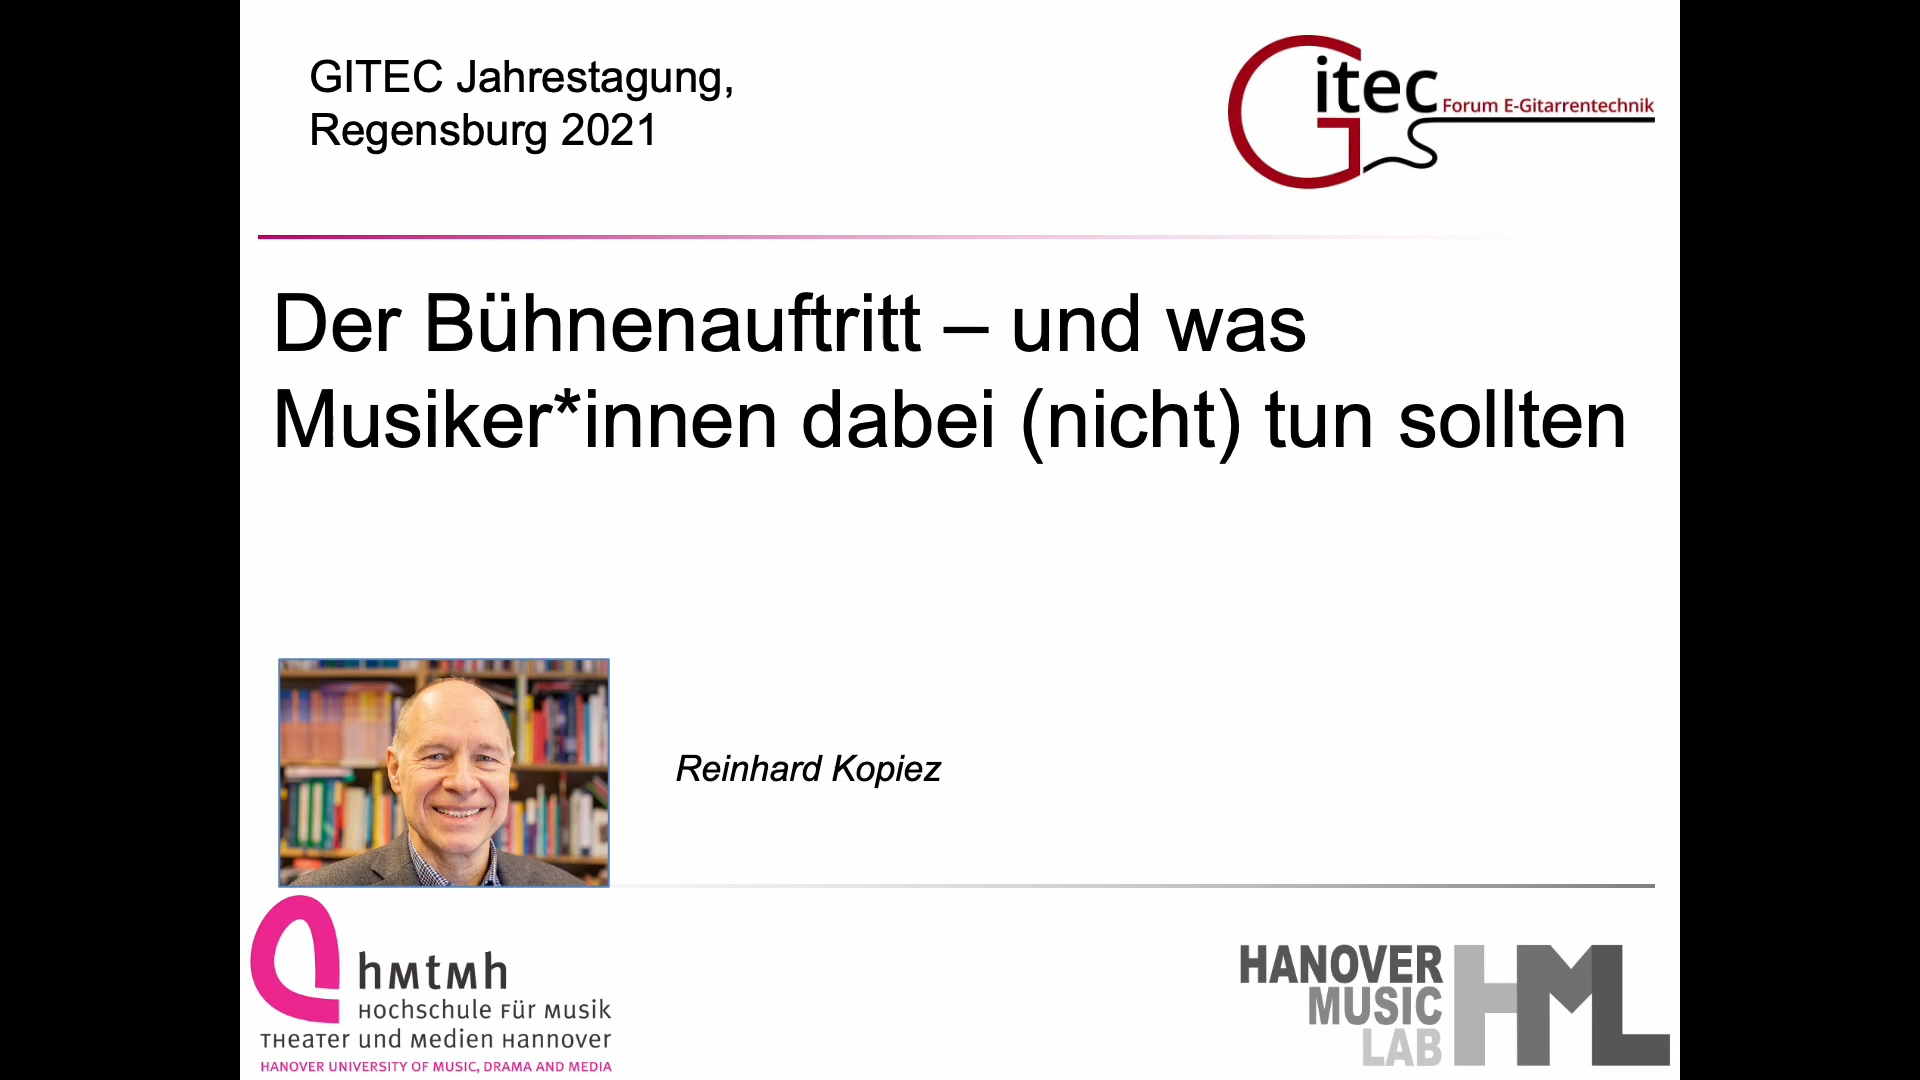 GITEC Jahrestagung,
Regensburg 2021
Gitec
Forum E-Gitarrentechnik
Der Bühnenauftritt – und was
Musiker*innen dabei (nicht) tun sollten
Reinhard Kopiez
hmtmh
Hochschule für Musik
Theater und Medien Hannover
HANOVER UNIVERSITY OF MUSIC, DRAMA AND MEDIA
HANOVER
MUSIC
LAB
HML